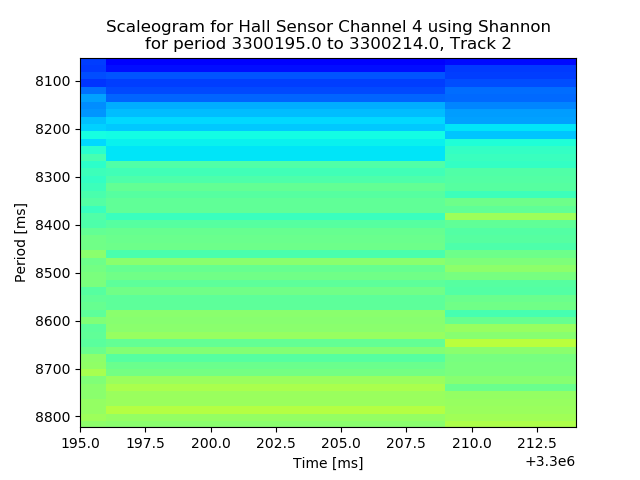 Scaleogram for Hall Sensor Channel 4 using Shannon
for period 3300195.0 to 3300214.0, Track 2
8100
8200
8300
8400
8500
8600
8700
8800
Period [ms]
195.0 197.5 200.0 202.5 205.0 207.5 210.0 212.5
Time [ms]
+3.3e6